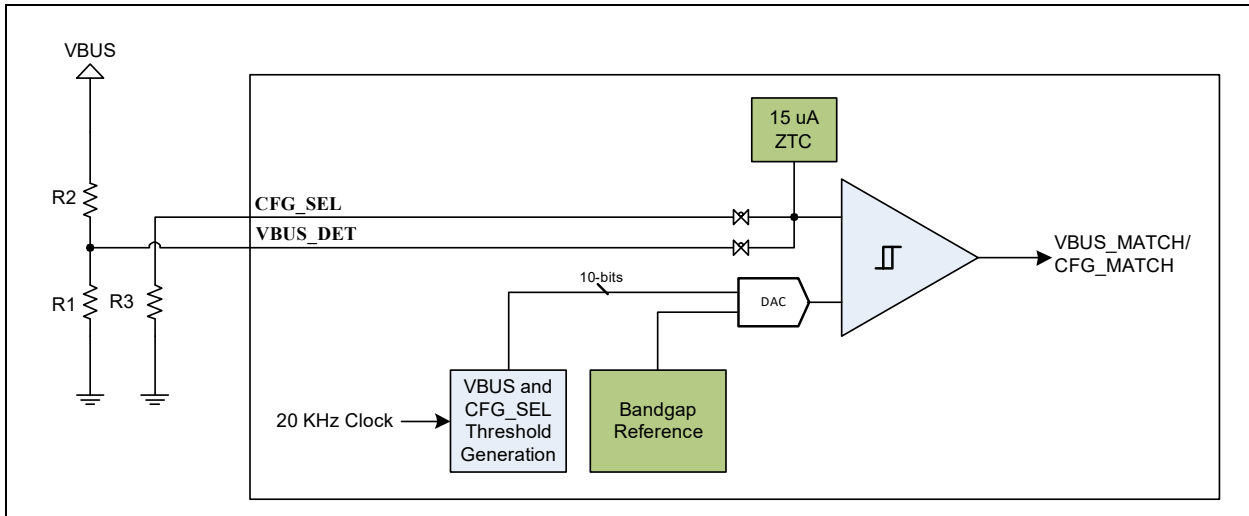 VBUS
15 uA
ZTC
R2
CFG_SEL
VBUS_DET
VBUS_MATCH/
CFG_MATCH
10-bits
R1
R3
DAC
VBUS and
CFG_SEL
Threshold
Generation
Bandgap
Reference
20 KHz Clock